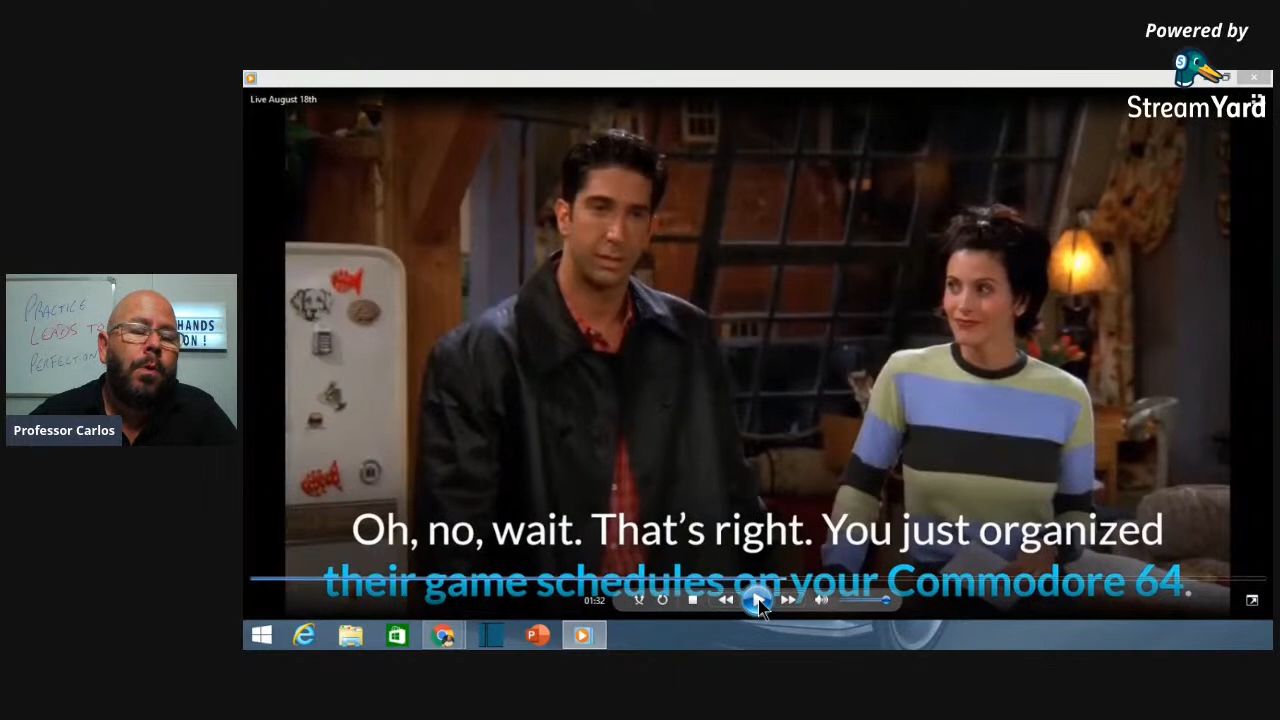 Powered by
StreamYard
Live August 18th
PRACTICE
LEADS TO
PERFECTION
HANDS
ON !
Professor Carlos
Oh, no, wait. That's right. You just organized
their game schedules on your Commodore 64.
01:32